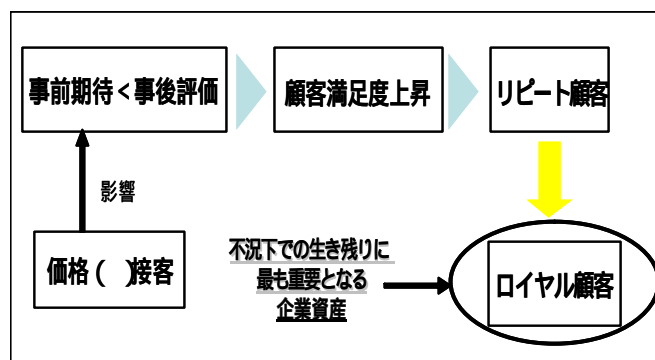 事前期待＜事後評価
顧客満足度上昇
リピート顧客
影響
価格（　）接客
不況下での生き残りに
最も重要となる
企業資産
ロイヤル顧客